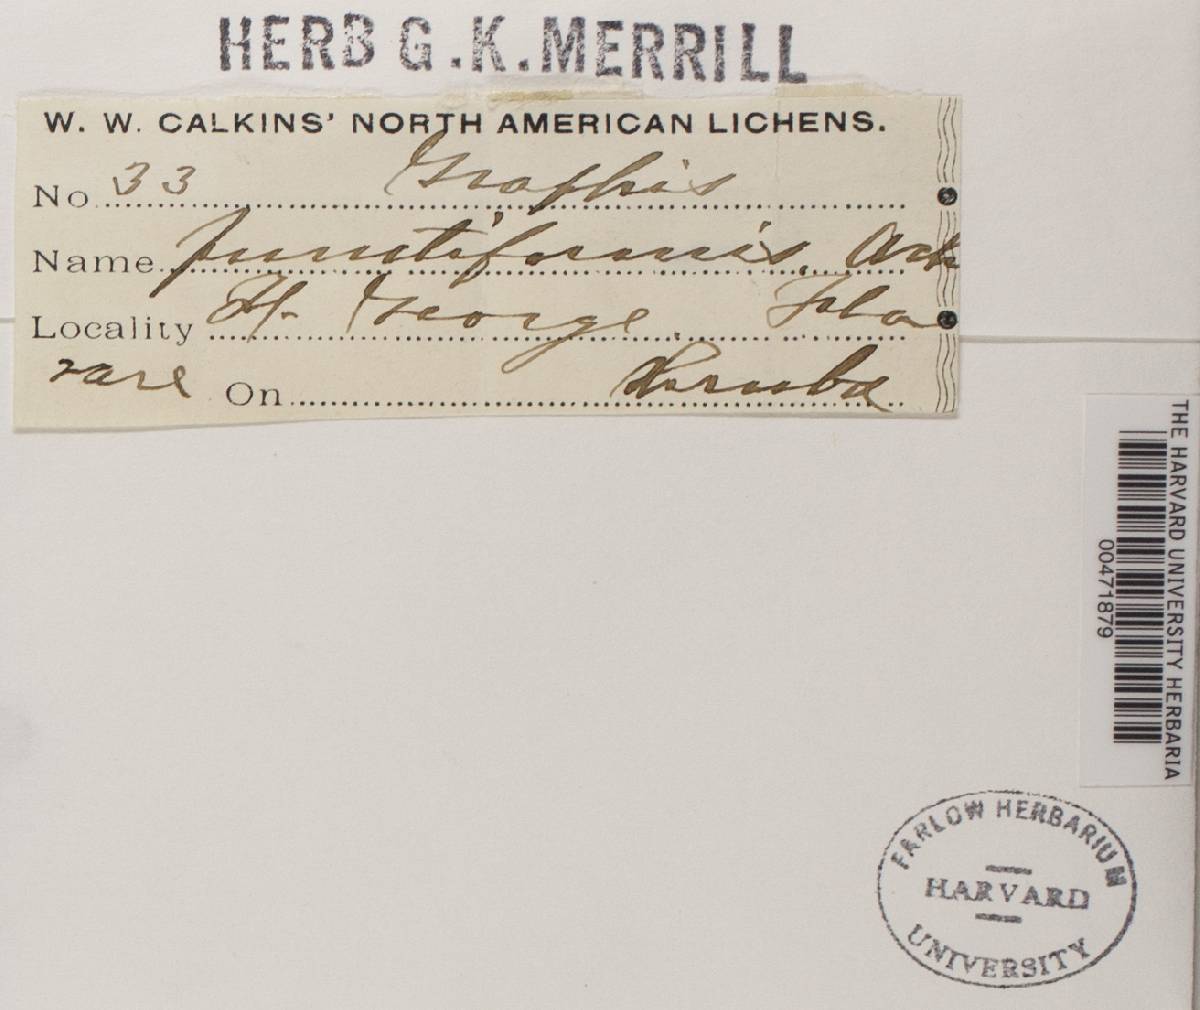 HERB G.K. MERRILL
W. W. CALKINS' NORTH AMERICAN LICHENS.
No. 33 Graphis
Name punctiformis. Ach
Locality Ft. George. Fla
rare On Shrubs
THE HARVARD UNIVERSITY HERBARIA
00471879
FARLOW HERBARIUM
HARVARD
UNIVERSITY